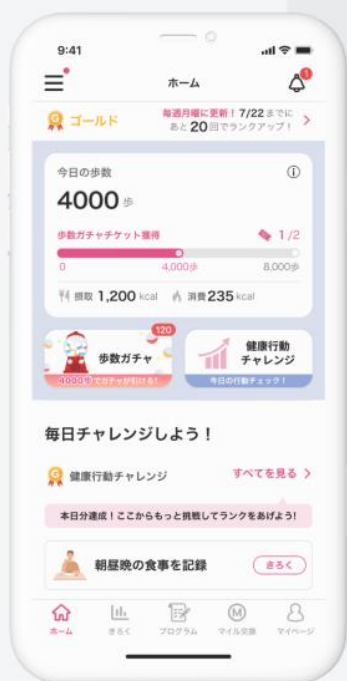 9:41
ホーム
1
ゴールド
毎週月曜に更新！7/22までに
あと20回でランクアップ！
今日の歩数
4000歩
歩数ガチャチケット獲得
1/2
0
4,000歩
8,000歩
摂取 1,200 kcal
消費 235 kcal
120
歩数ガチャ
4000歩でガチャが引ける！
健康行動
チャレンジ
今日の行動チェック！
毎日チャレンジしよう！
健康行動チャレンジ
すべてを見る
本日分達成！ここからもっと挑戦してランクをあげよう！
朝昼晩の食事を記録
きろく
ホーム
きろく
プログラム
M
マイル交換
マイページ